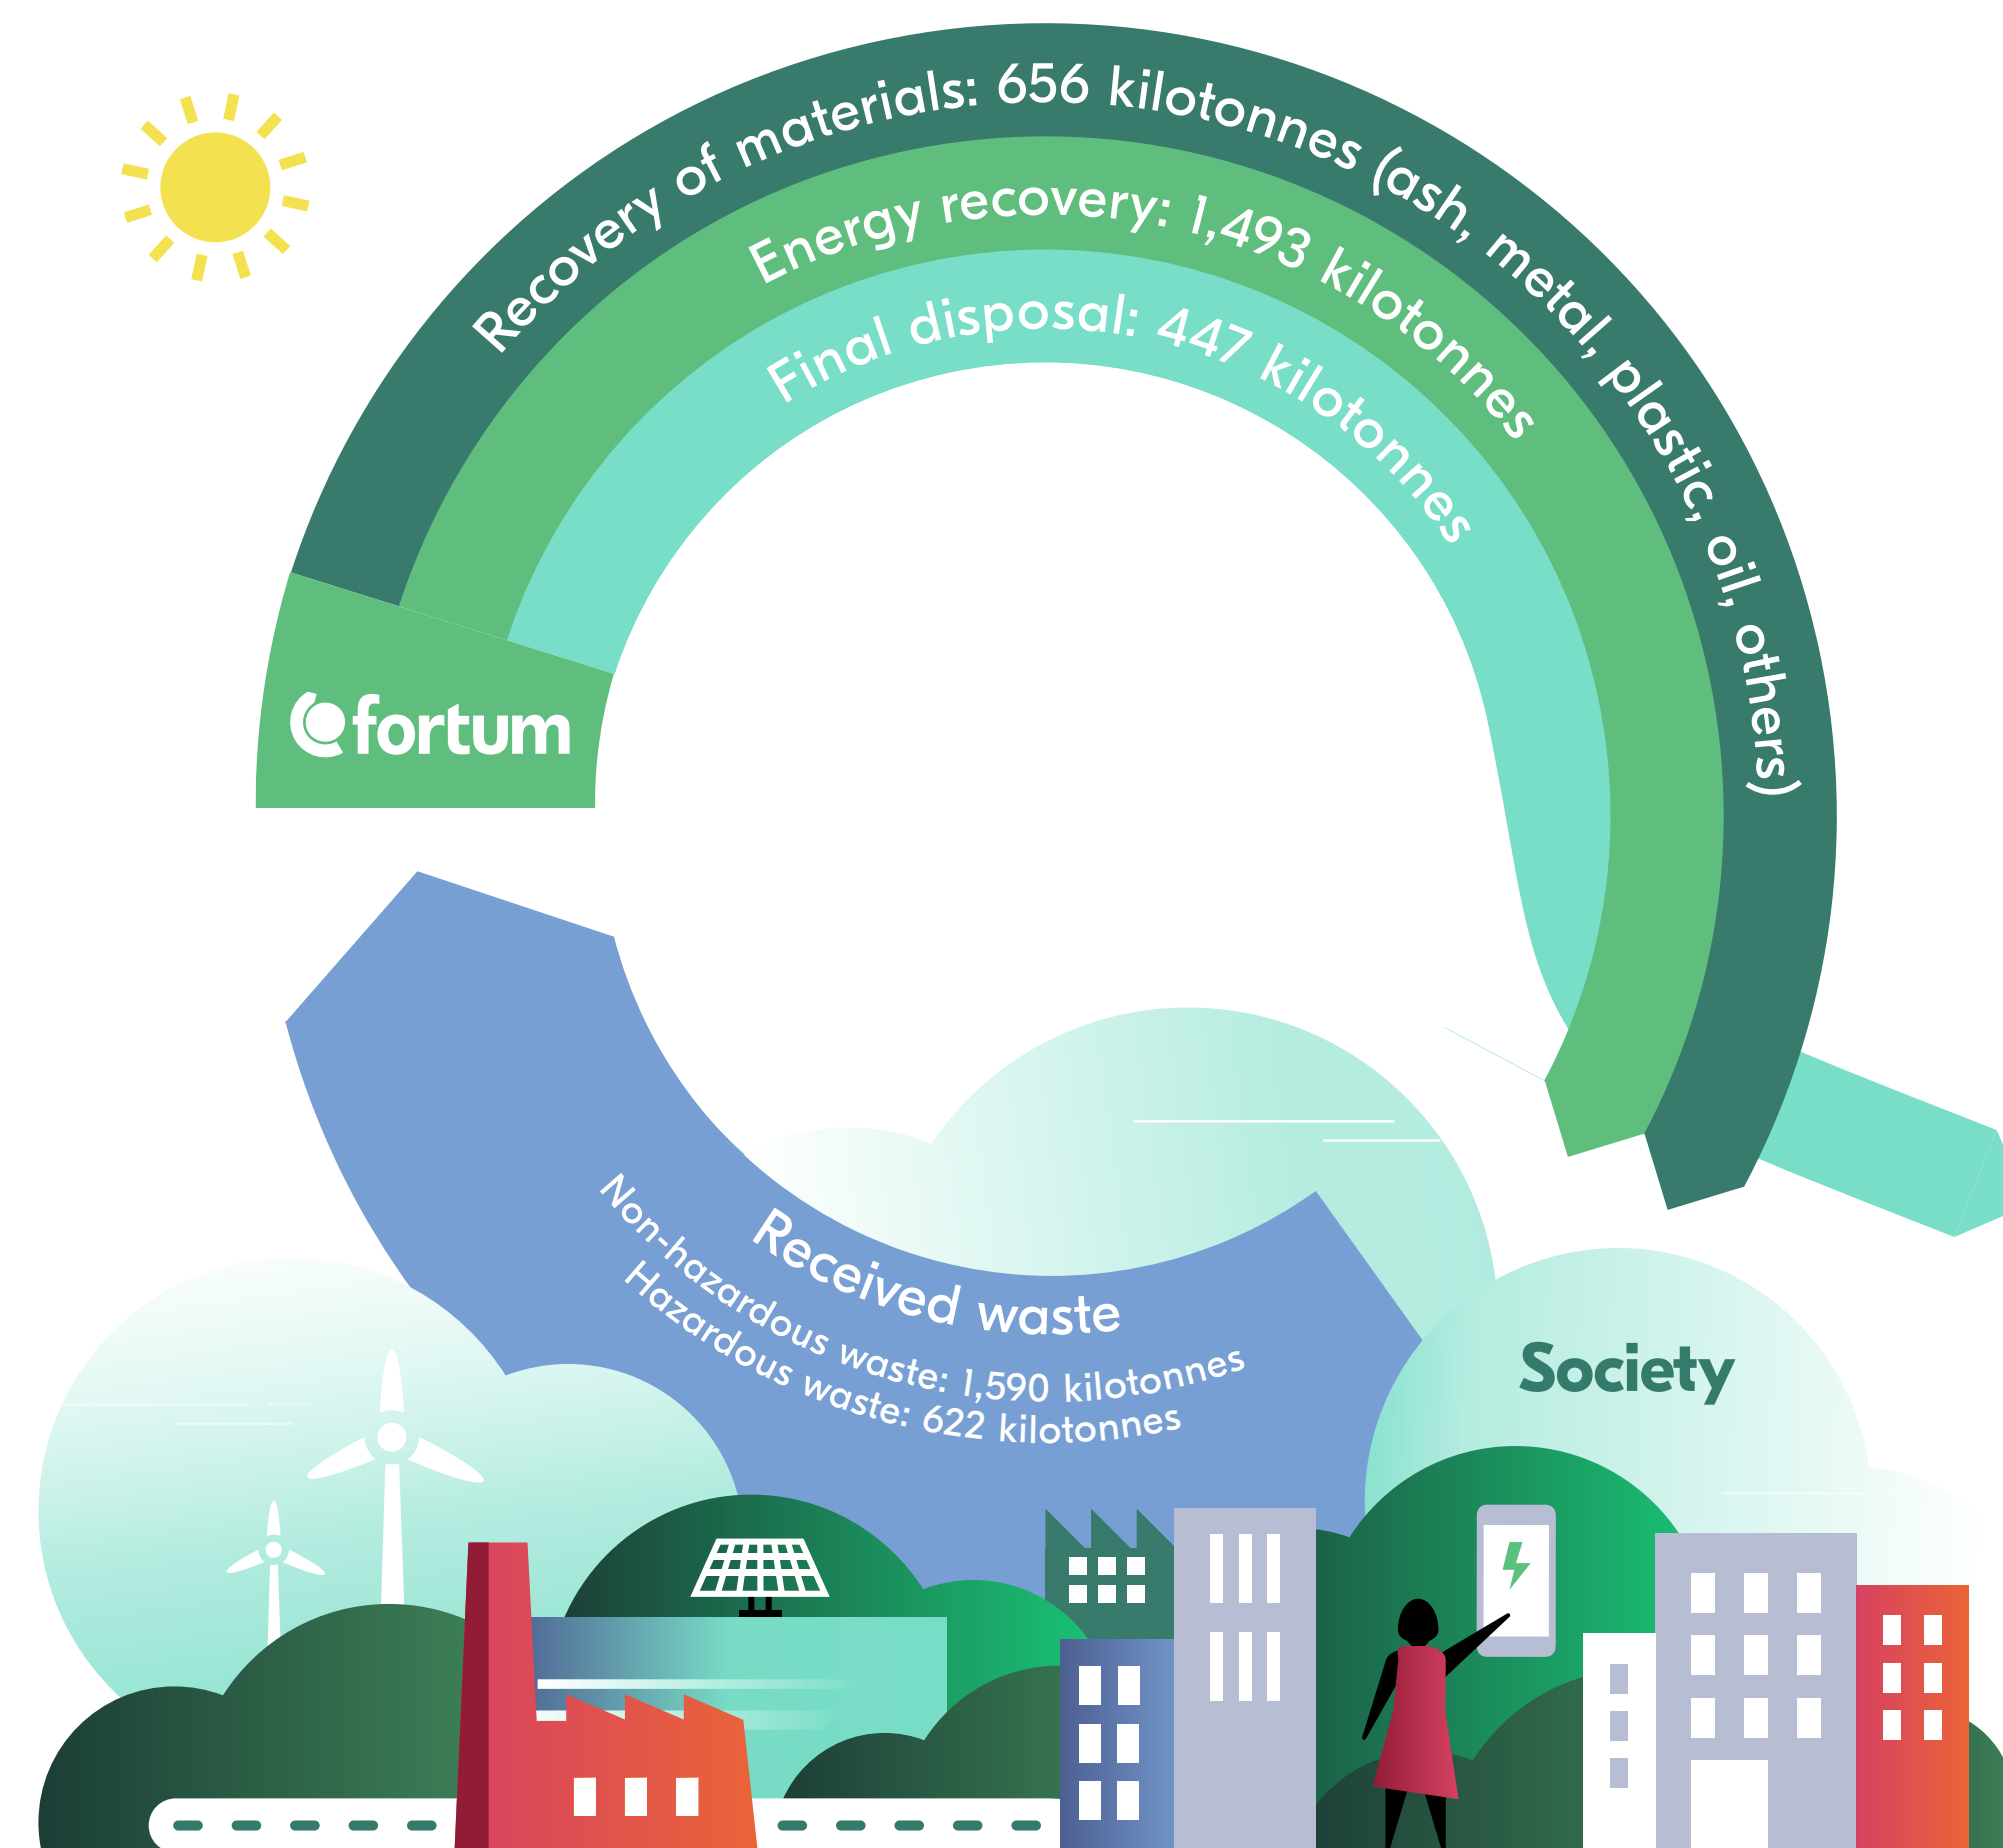 Recovery of materials: 656 kilotonnes (ash, metal, plastic, oil, others)
Energy recovery: 1,493 kilotonnes
Final disposal: 447 kilotonnes
fortum
Received waste
Non-hazardous waste: 1,590 kilotonnes
Hazardous waste: 622 kilotonnes
Society